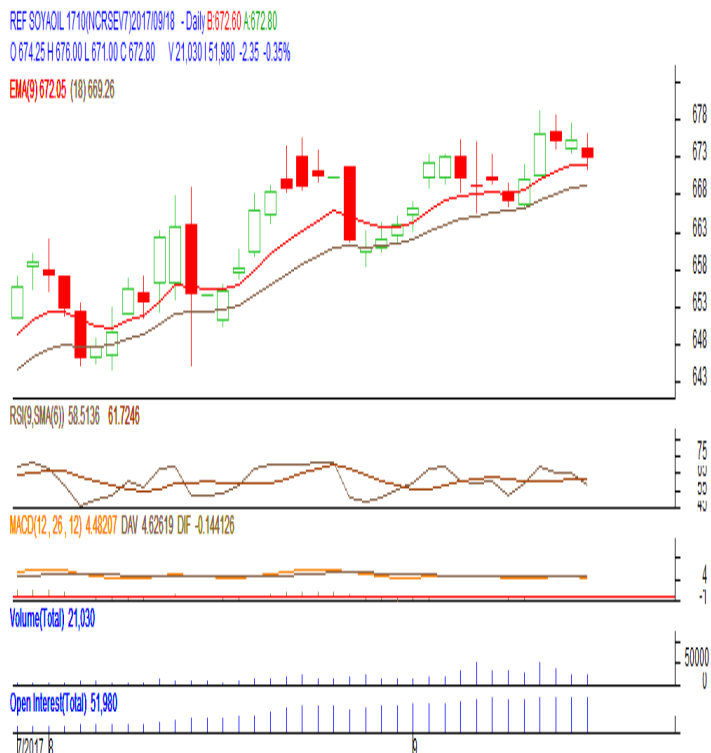 REF SOYAOIL 1710(NCRSEV7)2017/09/18 - Daily B:672.60 A:672.80
O 674.25 H 676.00 L 671.00 C 672.80 V 21,030 I 51,980 -2.35 -0.35%
EMA(9) 672.05 (18) 669.26
678
673
668
663
658
653
648
643
RSI(9,SMA(6)) 58.5136 61.7246
75
65
55
45
MACD(12, 26, 12) 4.48207 DAV 4.62619 DIF -0.144126
4
-1
Volume(Total) 21,030
50000
0
Open Interest(Total) 51,980
7/2017 8 9